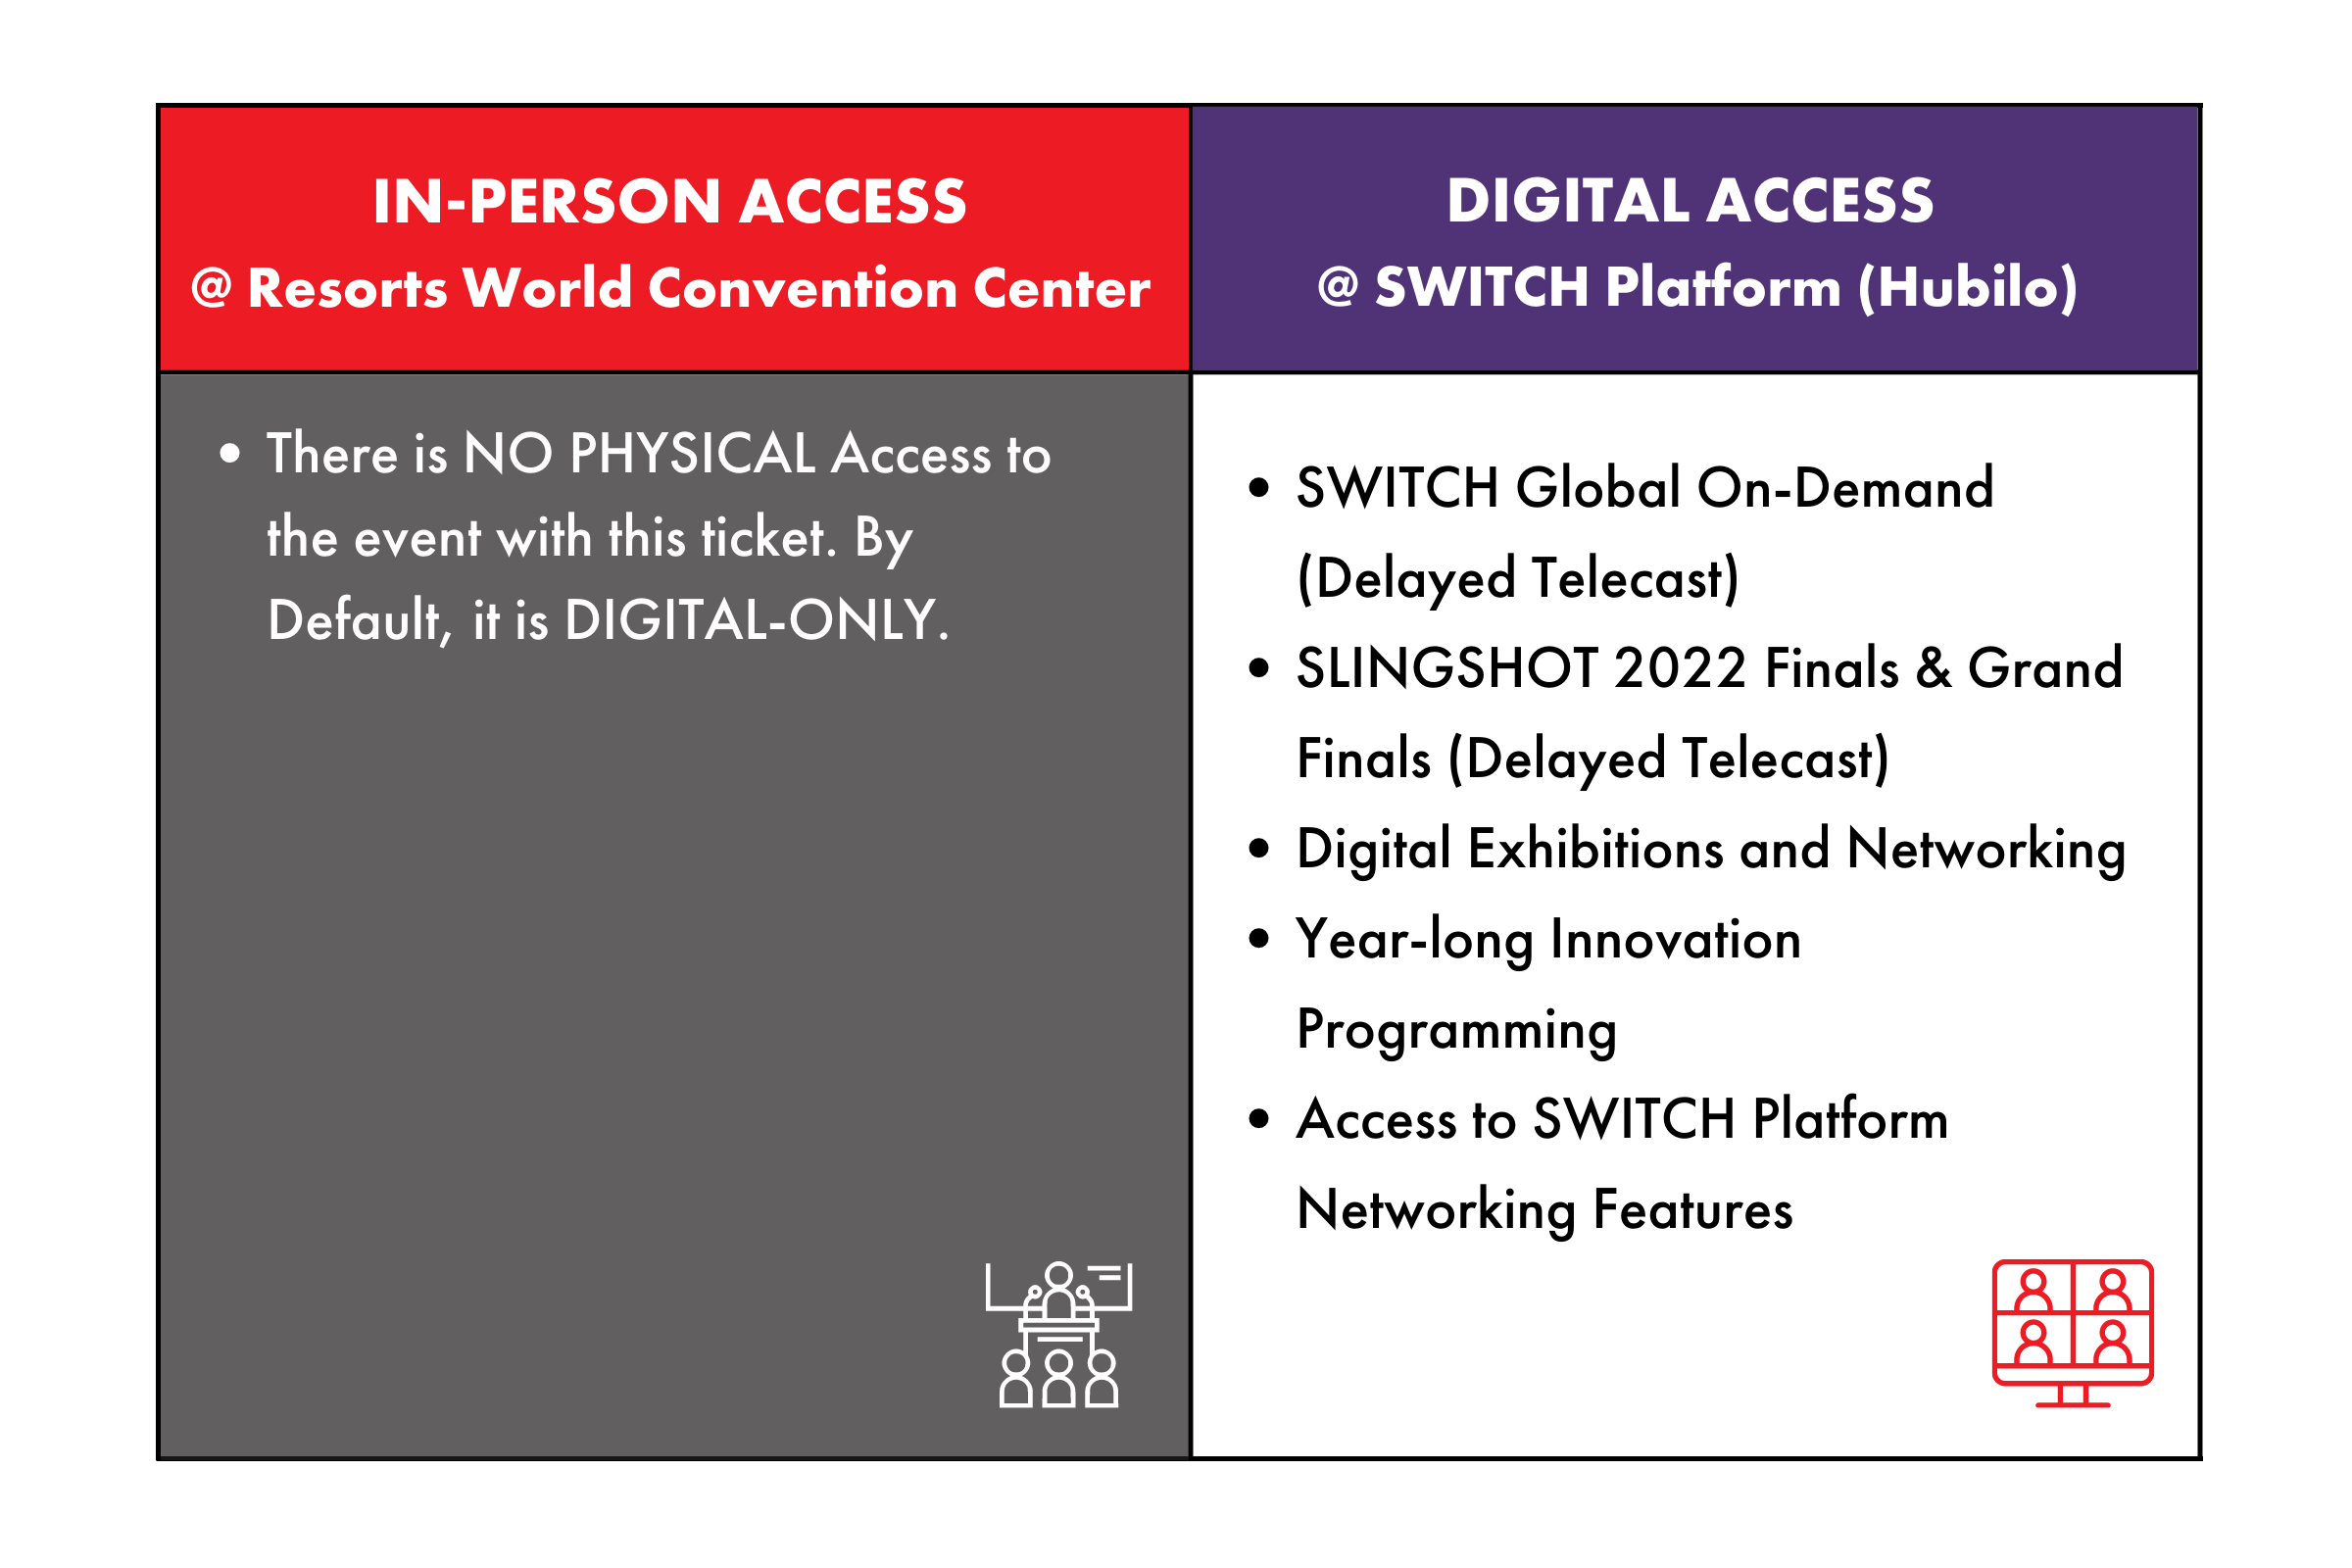 IN-PERSON ACCESS
@ Resorts World Convention Center
• There is NO PHYSICAL Access to
the event with this ticket. By
Default, it is DIGITAL-ONLY.
DIGITAL ACCESS
@ SWITCH Platform (Hubilo)
• SWITCH Global On-Demand
(Delayed Telecast)
• SLINGSHOT 2022 Finals & Grand
Finals (Delayed Telecast)
• Digital Exhibitions and Networking
• Year-long Innovation
Programming
• Access to SWITCH Platform
Networking Features